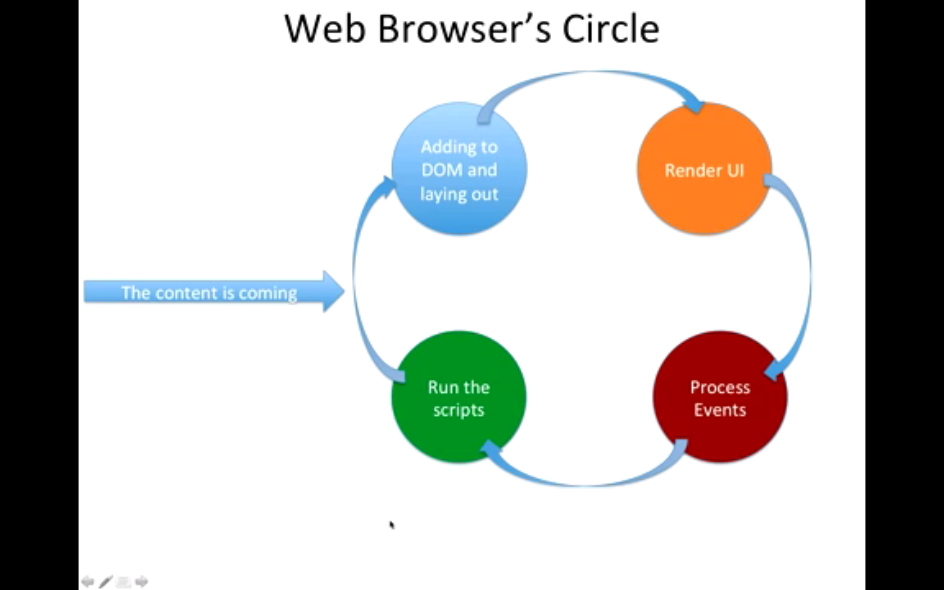 Web Browser’s Circle
Adding to
DOM and
laying out
Render UI
The content is coming
Run the
scripts
Process
Events